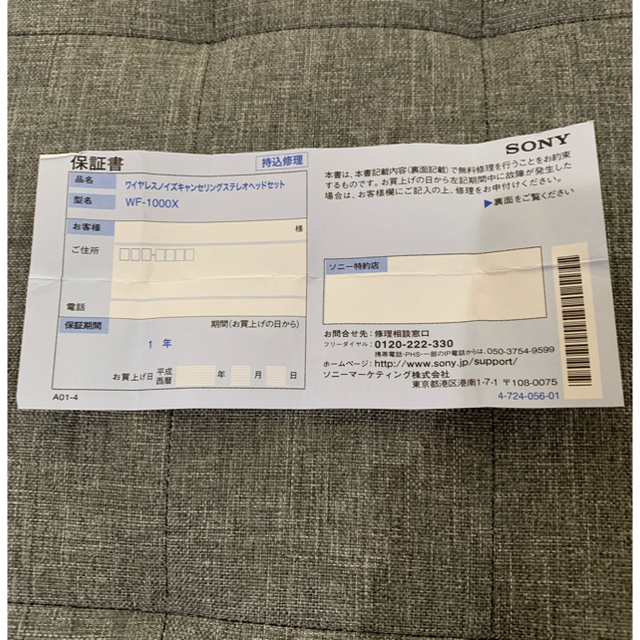 保証書
持込修理
品名 ワイヤレスノイズキャンセリングステレオヘッドセット
型名 WF-1000X
お客様 様
ご住所
電話
保証期間 期間(お買上げの日から)
1 年
お買上げ日 平成 西暦 年 月 日
A01-4
SONY
本書は、本書記載内容(裏面記載)で無料修理を行うことをお約束
するものです。お買上げの日から左記期間中に故障が発生した
場合は、お客様欄にご記入の上、修理をお申付けください。
▶裏面をご覧ください
ソニー特約店
お問合せ先:修理相談窓口
フリーダイヤル:0120-222-330
携帯電話・PHS・一部のIP電話からは、050-3754-9599
ホームページ:http://www.sony.jp/support/
ソニーマーケティング株式会社
東京都港区港南1-7-1 〒108-0075
4-724-056-01